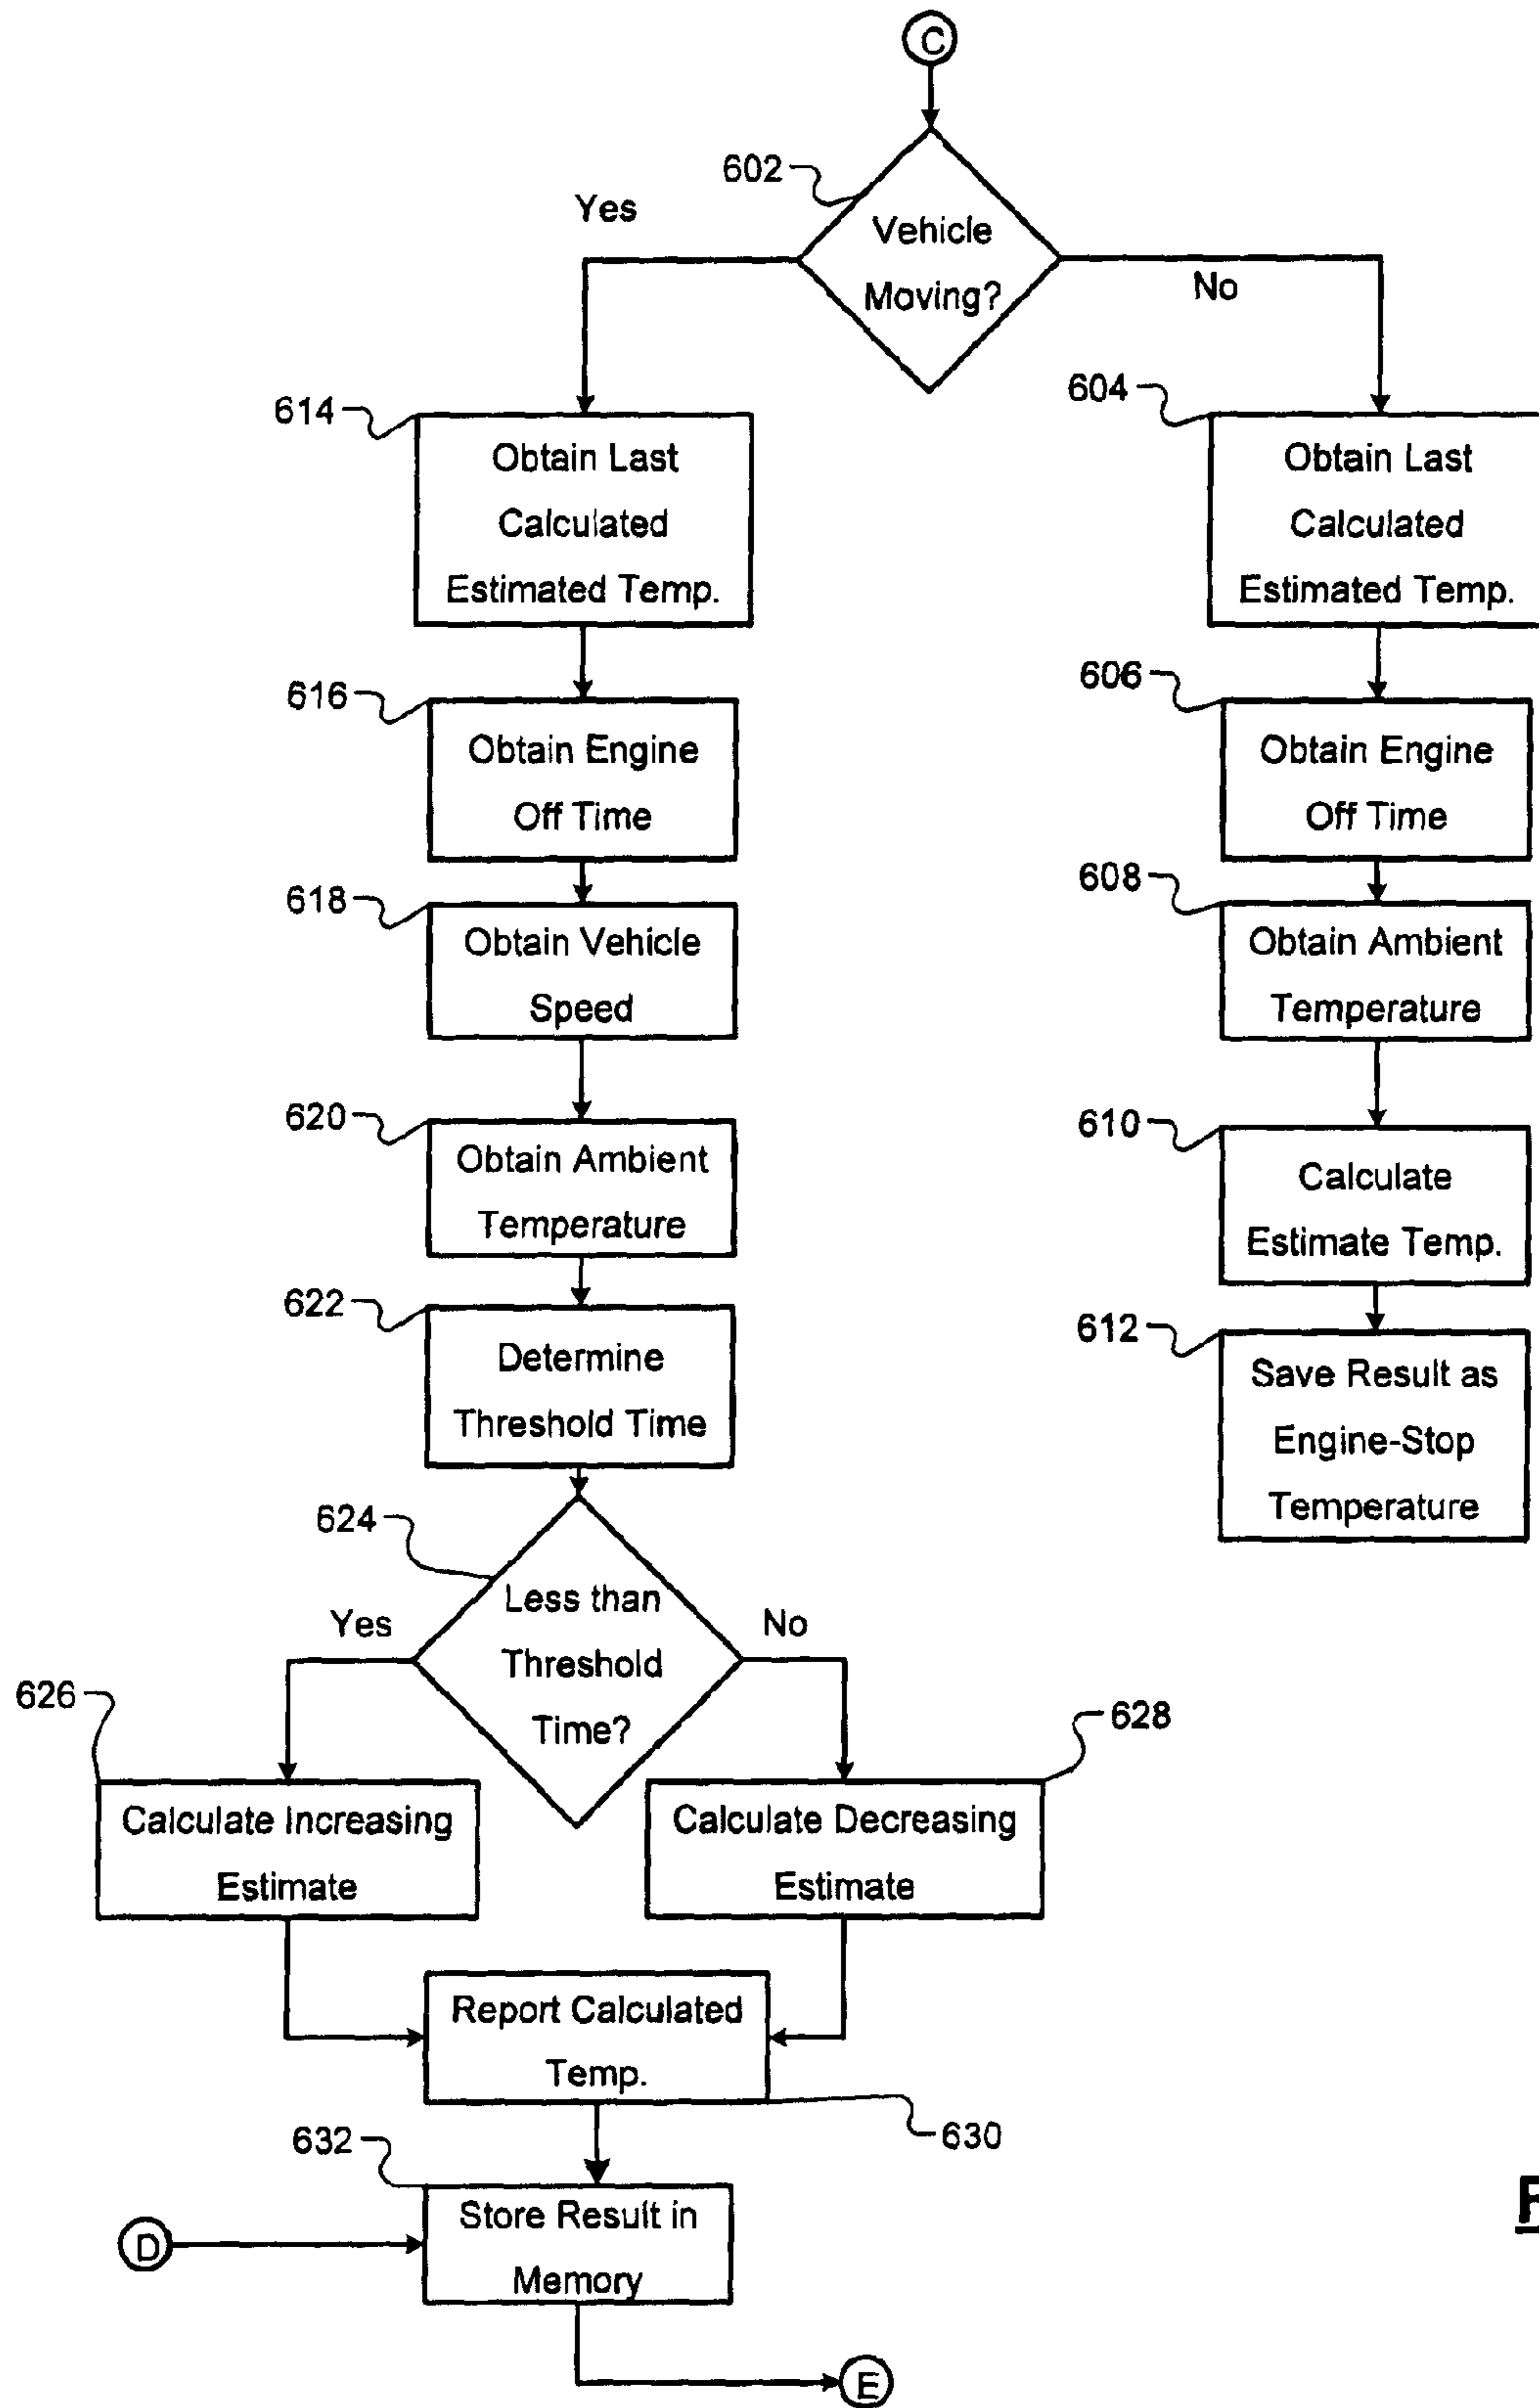 C
602
Yes
Vehicle
Moving?
No
614
Obtain Last
Calculated
Estimated Temp.
604
Obtain Last
Calculated
Estimated Temp.
616
Obtain Engine
Off Time
606
Obtain Engine
Off Time
618
Obtain Vehicle
Speed
608
Obtain Ambient
Temperature
620
Obtain Ambient
Temperature
610
Calculate
Estimate Temp.
622
Determine
Threshold Time
612
Save Result as
Engine-Stop
Temperature
624
Less than
Threshold
Time?
Yes
No
626
Calculate Increasing
Estimate
628
Calculate Decreasing
Estimate
Report Calculated
Temp.
630
632
Store Result in
Memory
D
E